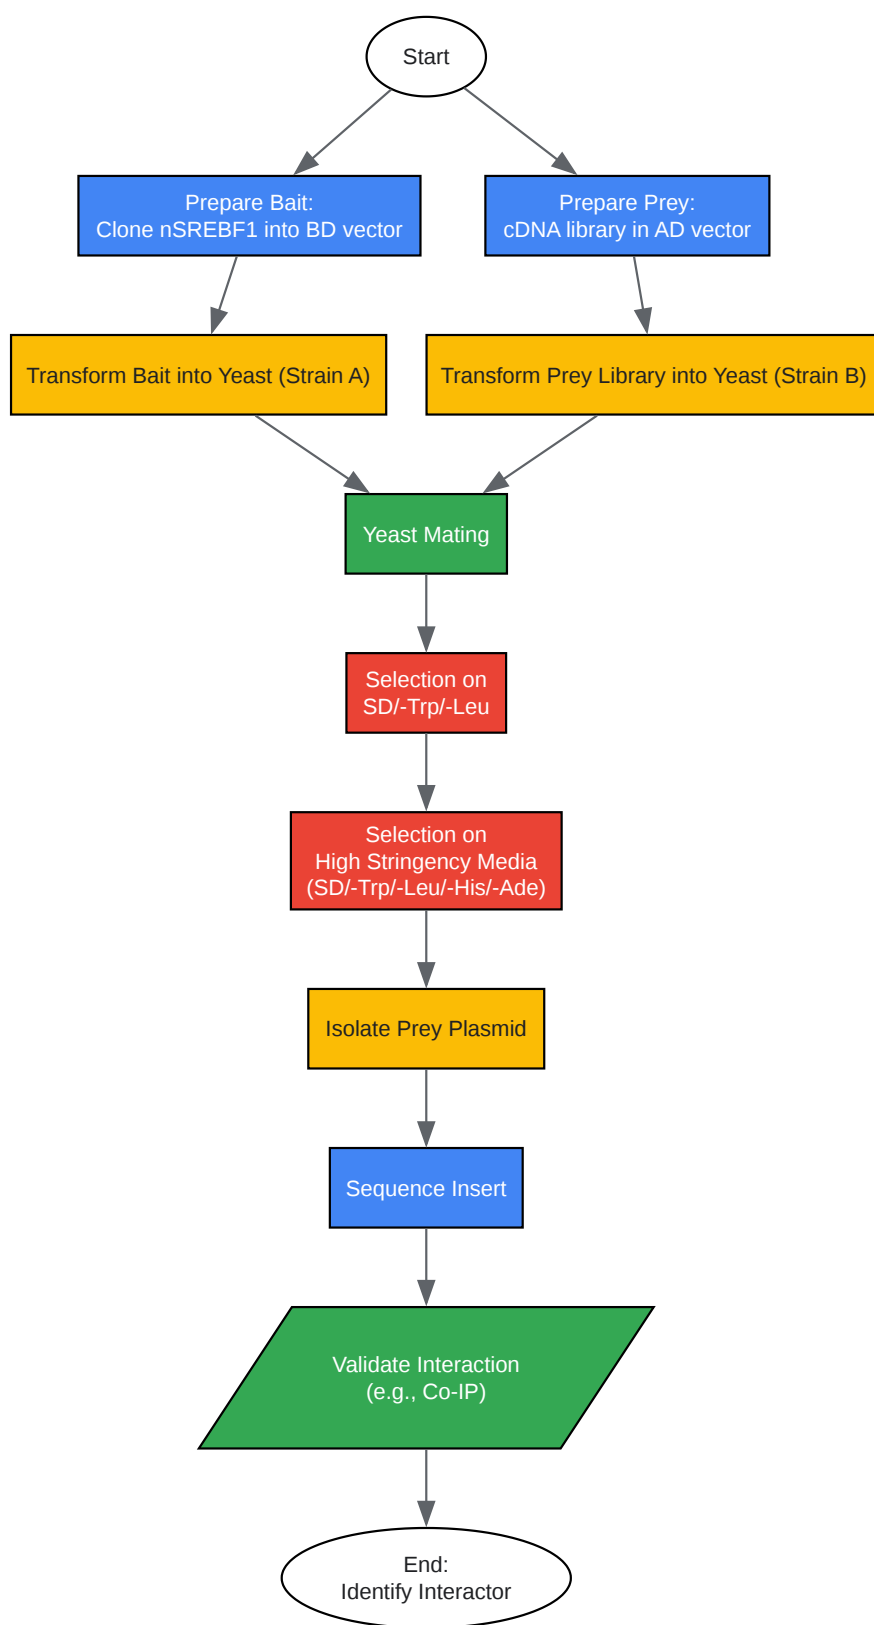 Start
Prepare Bait:
Clone nSREBF1 into BD vector
Prepare Prey:
cDNA library in AD vector
Transform Bait into Yeast (Strain A)
Transform Prey Library into Yeast (Strain B)
Yeast Mating
Selection on
SD/-Trp/-Leu
Selection on
High Stringency Media
(SD/-Trp/-Leu/-His/-Ade)
Isolate Prey Plasmid
Sequence Insert
Validate Interaction
(e.g., Co-IP)
End:
Identify Interactor